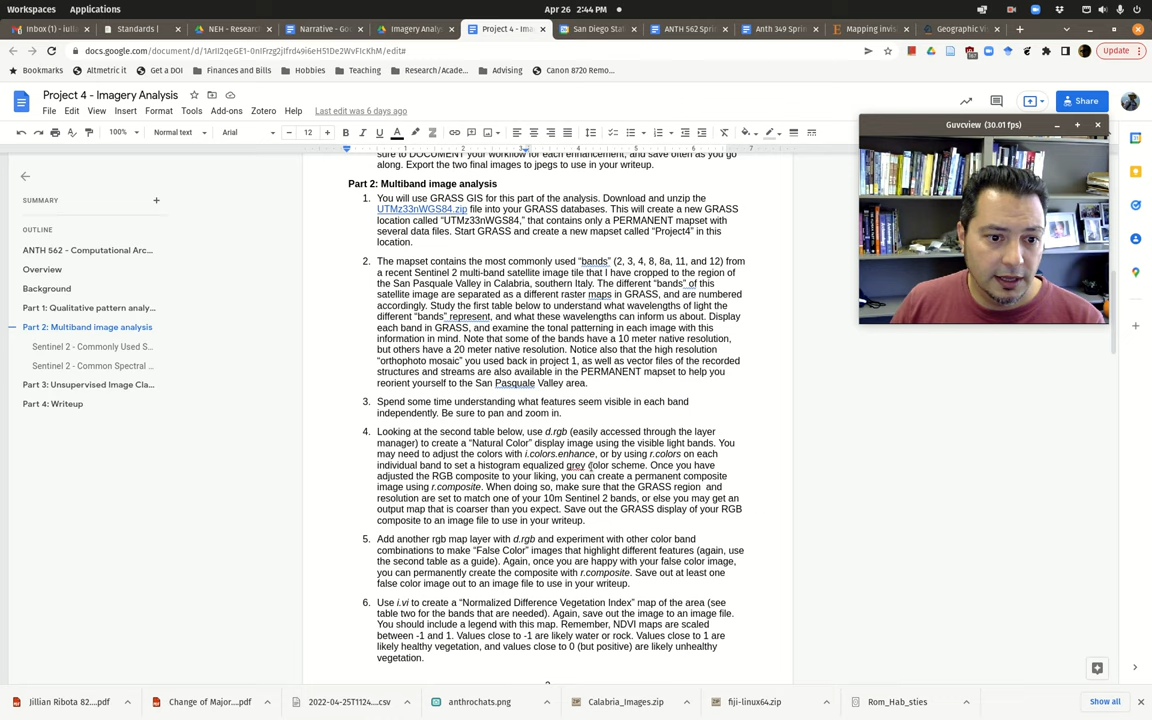 Workspaces Applications Apr 26 2:44 PM
Inbox (1) - iull Standards | NEH - Resear Narrative - Go Imagery Analys Project 4 - Im San Diego Stat ANTH 562 Spri Anth 349 Sprin Mapping invis Geographic Vi
docs.google.com/document/d/
Update
Bookmarks Altmetric it Get a DOI Finances and Bills Hobbies Teaching Research/Acade... Advising Canon 8720 Remo...
Project 4 - Imagery Analysis
Share
File Edit View Insert Format Tools Add-ons Zotero Help Last edit was 6 days ago
100% Normal text Arial 12
Guvcview (30.01 fps)
SUMMARY
OUTLINE
ANTH 562 - Computational Arc...
Overview
Background
Part 1: Qualitative pattern analy...
Part 2: Multiband image analysis
Sentinel 2 - Commonly Used S...
Sentinel 2 - Common Spectral ...
Part 3: Unsupervised Image Cla...
Part 4: Writeup
sure to DOCUMENT your workflow for each enhancement, and save often as you go
along. Export the two final images to jpegs to use in your writeup.
Part 2: Multiband image analysis
1. You will use GRASS GIS for this part of the analysis. Download and unzip the
UTMz33nWGS84.zip file into your GRASS databases. This will create a new GRASS
location called "UTMz33nWGS84," that contains only a PERMANENT mapset with
several data files. Start GRASS and create a new mapset called "Project4" in this
location.
2. The mapset contains the most commonly used "bands" (2, 3, 4, 8, 8a, 11, and 12) from
a recent Sentinel 2 multi-band satellite image tile that I have cropped to the region of
the San Pasquale Valley in Calabria, southern Italy. The different "bands" of this
satellite image are separated as a different raster maps in GRASS, and are numbered
accordingly. Study the first table below to understand what wavelengths of light the
different "bands" represent, and what these wavelengths can inform us about. Display
each band in GRASS, and examine the tonal patterning in each image with this
information in mind. Note that some of the bands have a 10 meter native resolution,
but others have a 20 meter native resolution. Notice also that the high resolution
"orthophoto mosaic" you used back in project 1, as well as vector files of the recorded
structures and streams are also available in the PERMANENT mapset to help you
reorient yourself to the San Pasquale Valley area.
3. Spend some time understanding what features seem visible in each band
independently. Be sure to pan and zoom in.
4. Looking at the second table below, use d.rgb (easily accessed through the layer
manager) to create a "Natural Color" display image using the visible light bands. You
may need to adjust the colors with i.colors.enhance, or by using r.colors on each
individual band to set a histogram equalized grey color scheme. Once you have
adjusted the RGB composite to your liking, you can create a permanent composite
image using r.composite. When doing so, make sure that the GRASS region and
resolution are set to match one of your 10m Sentinel 2 bands, or else you may get an
output map that is coarser than you expect. Save out the GRASS display of your RGB
composite to an image file to use in your writeup.
5. Add another rgb map layer with d.rgb and experiment with other color band
combinations to make "False Color" images that highlight different features (again, use
the second table as a guide). Again, once you are happy with your false color image,
you can permanently create the composite with r.composite. Save out at least one
false color image out to an image file to use in your writeup.
6. Use i.vi to create a "Normalized Difference Vegetation Index" map of the area (see
table two for the bands that are needed). Again, save out the image to an image file.
You should include a legend with this map. Remember, NDVI maps are scaled
between -1 and 1. Values close to -1 are likely water or rock. Values close to 1 are
likely healthy vegetation, and values close to 0 (but positive) are likely unhealthy
vegetation.
Jillian Ribota 82....pdf Change of Major....pdf 2022-04-25T1124....csv anthrochats.png Calabria_Images.zip fiji-linux64.zip Rom_Hab_sties Show all